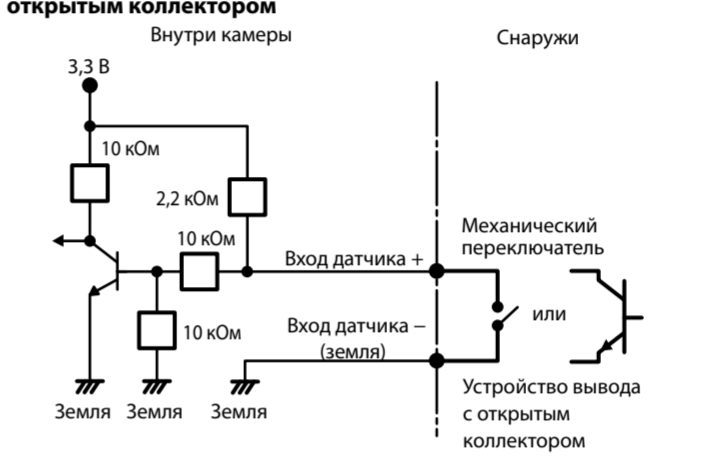 открытым коллектором
Внутри камеры
Снаружи
3,3 В
10 кОм
2,2 кОм
10 кОм
Вход датчика +
Механический
переключатель
или
10 кОм
Вход датчика −
(земля)
Земля Земля Земля
Устройство вывода
с открытым
коллектором